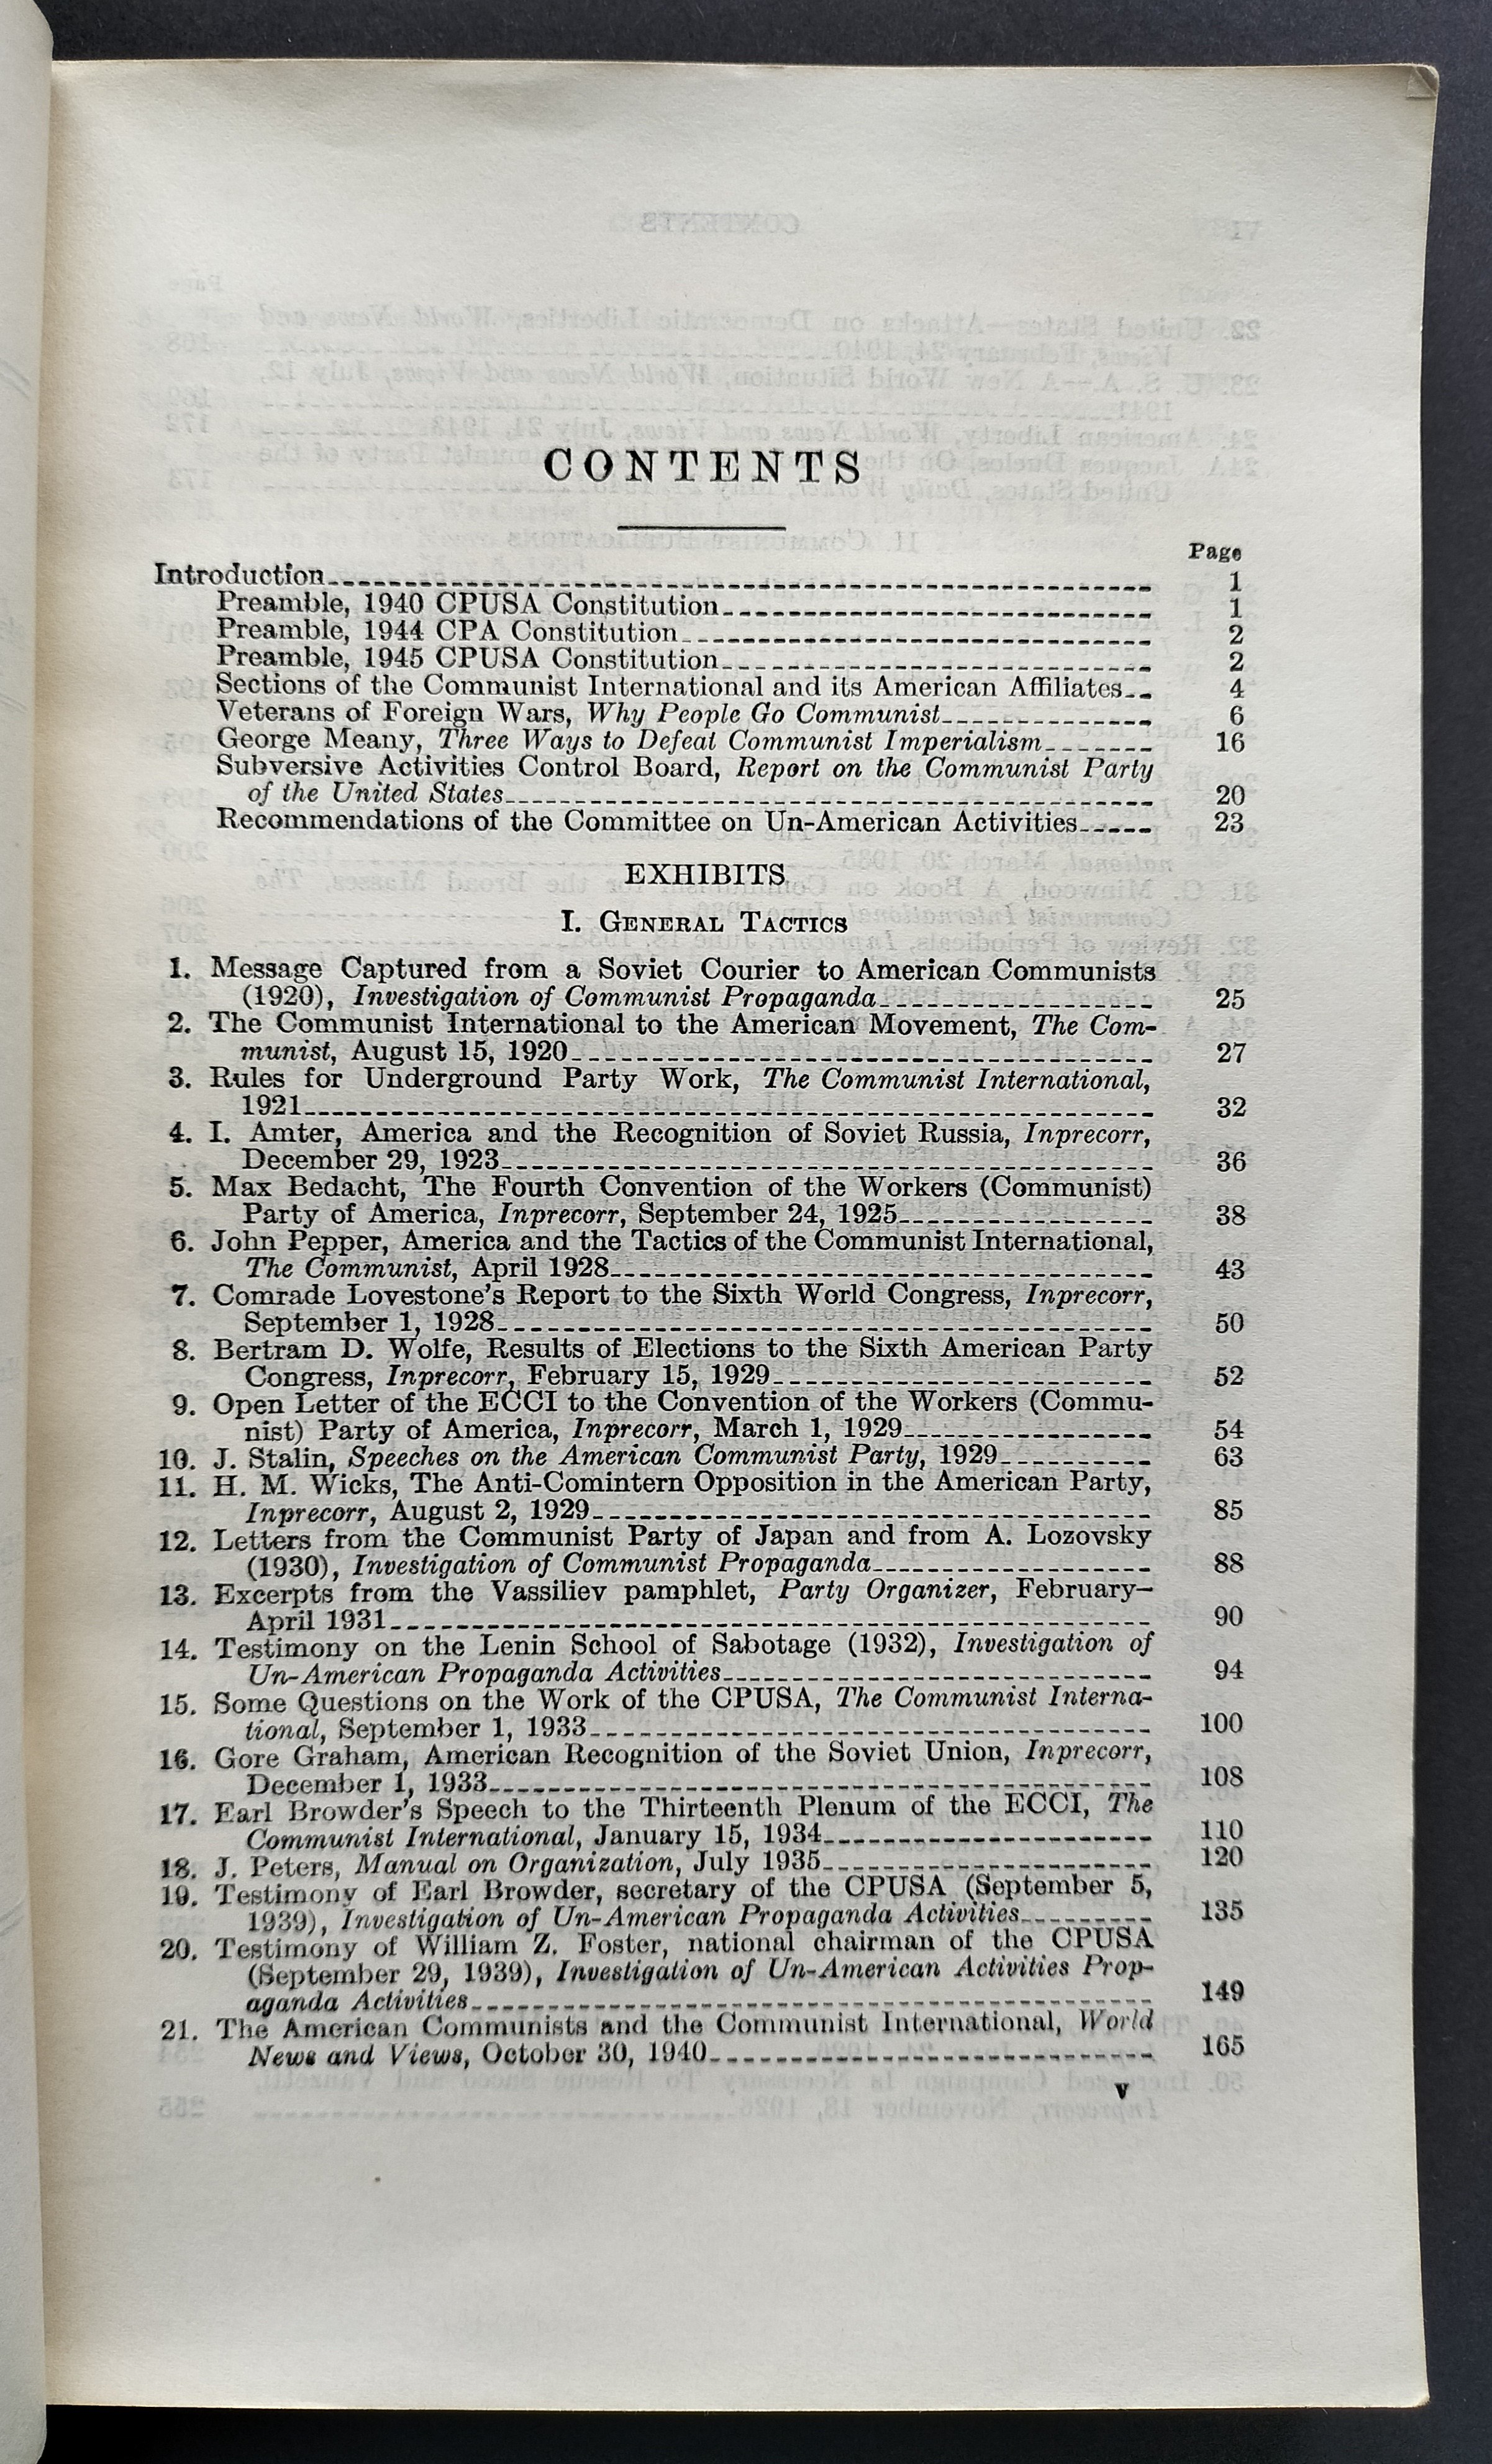 CONTENTS
Page
Introduction 1
Preamble, 1940 CPUSA Constitution 1
Preamble, 1944 CPA Constitution 2
Preamble, 1945 CPUSA Constitution 2
Sections of the Communist International and its American Affiliates 4
Veterans of Foreign Wars, Why People Go Communist 6
George Meany, Three Ways to Defeat Communist Imperialism 16
Subversive Activities Control Board, Report on the Communist Party
of the United States 20
Recommendations of the Committee on Un-American Activities 23
EXHIBITS
I. GENERAL TACTICS
1. Message Captured from a Soviet Courier to American Communists
(1920), Investigation of Communist Propaganda 25
2. The Communist International to the American Movement, The Com-
munist, August 15, 1920 27
3. Rules for Underground Party Work, The Communist International,
1921 32
4. I. Amter, America and the Recognition of Soviet Russia, Inprecorr,
December 29, 1923 36
5. Max Bedacht, The Fourth Convention of the Workers (Communist)
Party of America, Inprecorr, September 24, 1925 38
6. John Pepper, America and the Tactics of the Communist International,
The Communist, April 1928 43
7. Comrade Lovestone's Report to the Sixth World Congress, Inprecorr,
September 1, 1928 50
8. Bertram D. Wolfe, Results of Elections to the Sixth American Party
Congress, Inprecorr, February 15, 1929 52
9. Open Letter of the ECCI to the Convention of the Workers (Commu-
nist) Party of America, Inprecorr, March 1, 1929 54
10. J. Stalin, Speeches on the American Communist Party, 1929 63
11. H. M. Wicks, The Anti-Comintern Opposition in the American Party,
Inprecorr, August 2, 1929 85
12. Letters from the Communist Party of Japan and from A. Lozovsky
(1930), Investigation of Communist Propaganda 88
13. Excerpts from the Vassiliev pamphlet, Party Organizer, February–
April 1931 90
14. Testimony on the Lenin School of Sabotage (1932), Investigation of
Un-American Propaganda Activities 94
15. Some Questions on the Work of the CPUSA, The Communist Interna-
tional, September 1, 1933 100
16. Gore Graham, American Recognition of the Soviet Union, Inprecorr,
December 1, 1933 108
17. Earl Browder's Speech to the Thirteenth Plenum of the ECCI, The
Communist International, January 15, 1934 110
18. J. Peters, Manual on Organization, July 1935 120
19. Testimony of Earl Browder, secretary of the CPUSA (September 5,
1939), Investigation of Un-American Propaganda Activities 135
20. Testimony of William Z. Foster, national chairman of the CPUSA
(September 29, 1939), Investigation of Un-American Activities Prop-
aganda Activities 149
21. The American Communists and the Communist International, World
News and Views, October 30, 1940 165
V